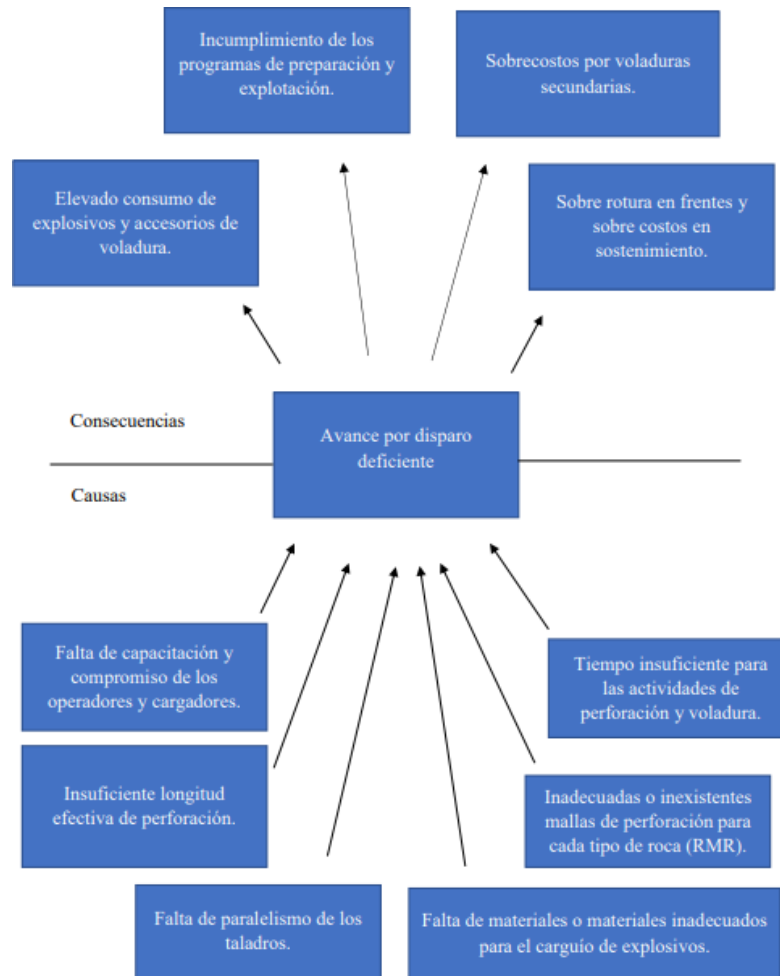 Incumplimiento de los
programas de preparación y
explotación.
Sobrecostos por voladuras
secundarias.
Elevado consumo de
explosivos y accesorios de
voladura.
Sobre rotura en frentes y
sobre costos en
sostenimiento.
Consecuencias
Avance por disparo
deficiente
Causas
Falta de capacitación y
compromiso de los
operadores y cargadores.
Tiempo insuficiente para
las actividades de
perforación y voladura.
Insuficiente longitud
efectiva de perforación.
Inadecuadas o inexistentes
mallas de perforación para
cada tipo de roca (RMR).
Falta de paralelismo de los
taladros.
Falta de materiales o materiales inadecuados
para el carguío de explosivos.